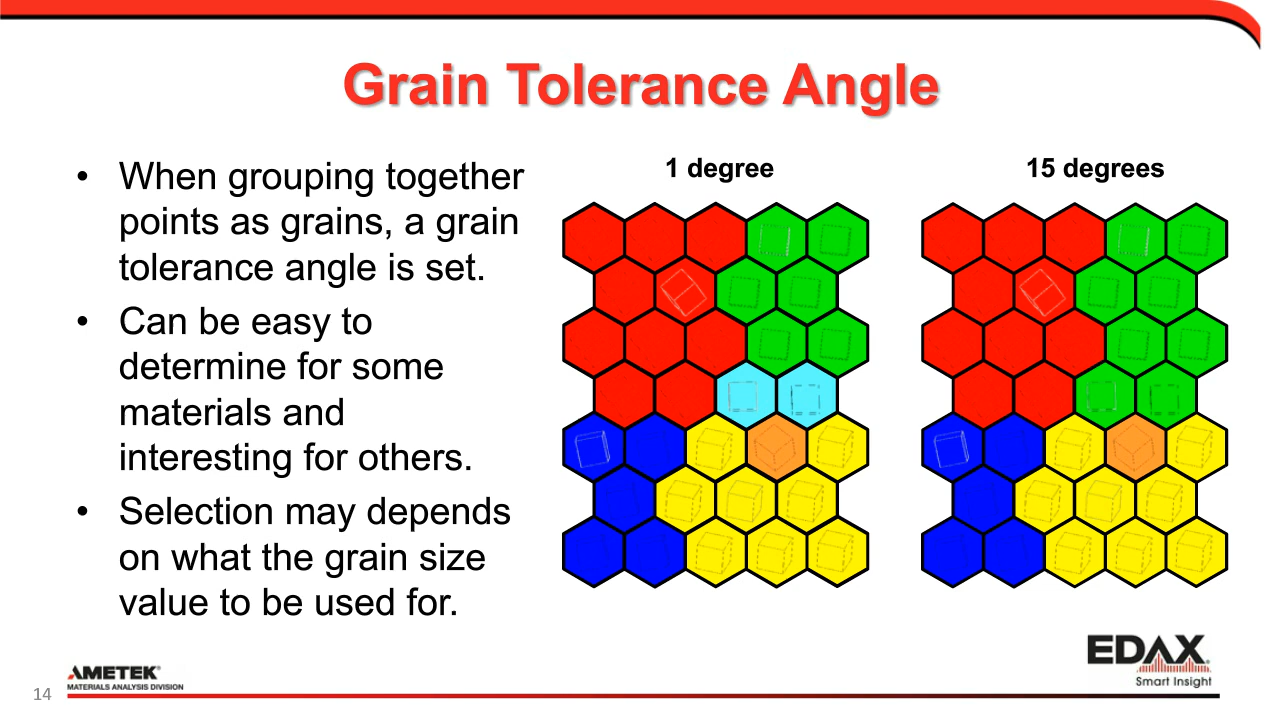 Grain Tolerance Angle
• When grouping together
points as grains, a grain
tolerance angle is set.
• Can be easy to
determine for some
materials and
interesting for others.
• Selection may depends
on what the grain size
value to be used for.
1 degree
15 degrees
14
AMETEK®
MATERIALS ANALYSIS DIVISION
EDAX
Smart Insight